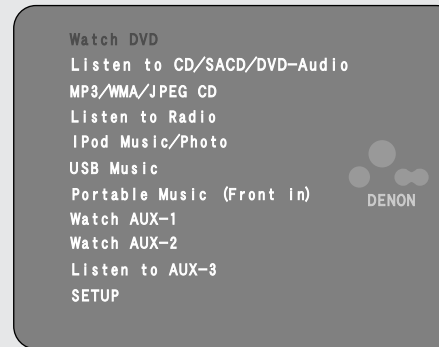 Watch DVD
Listen to CD/SACD/DVD-Audio
MP3/WMA/JPEG CD
Listen to Radio
IPod Music/Photo
USB Music
Portable Music (Front in)
DENON
Watch AUX-1
Watch AUX-2
Listen to AUX-3
SETUP